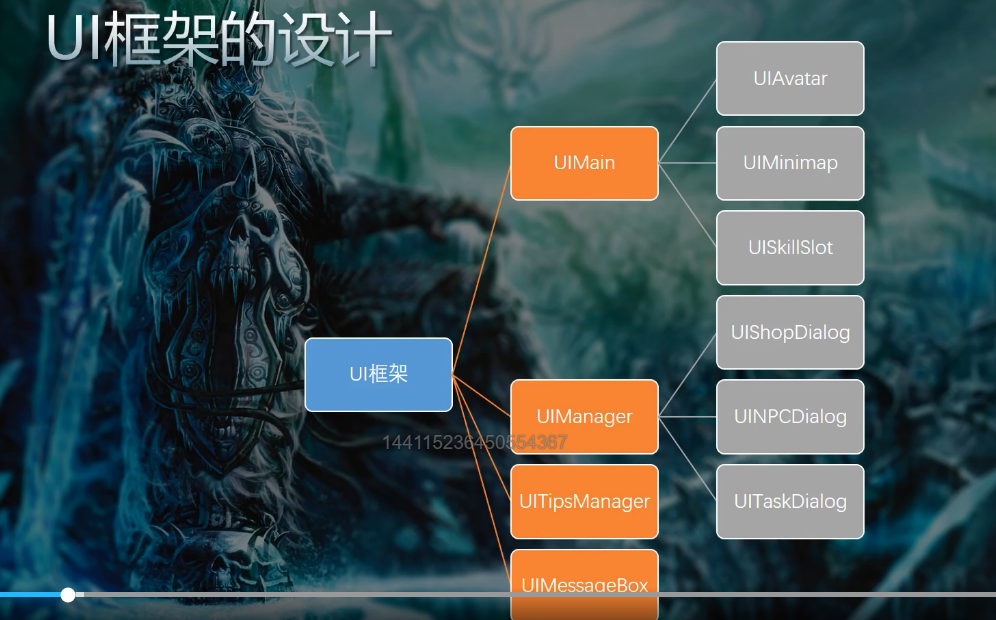 UI框架的设计
UIAvatar
UIMain
UIMinimap
UISkillSlot
UIShopDialog
UI框架
UIManager
UINPCDialog
144115236450554367
UITipsManager
UITaskDialog
UIMessageBox